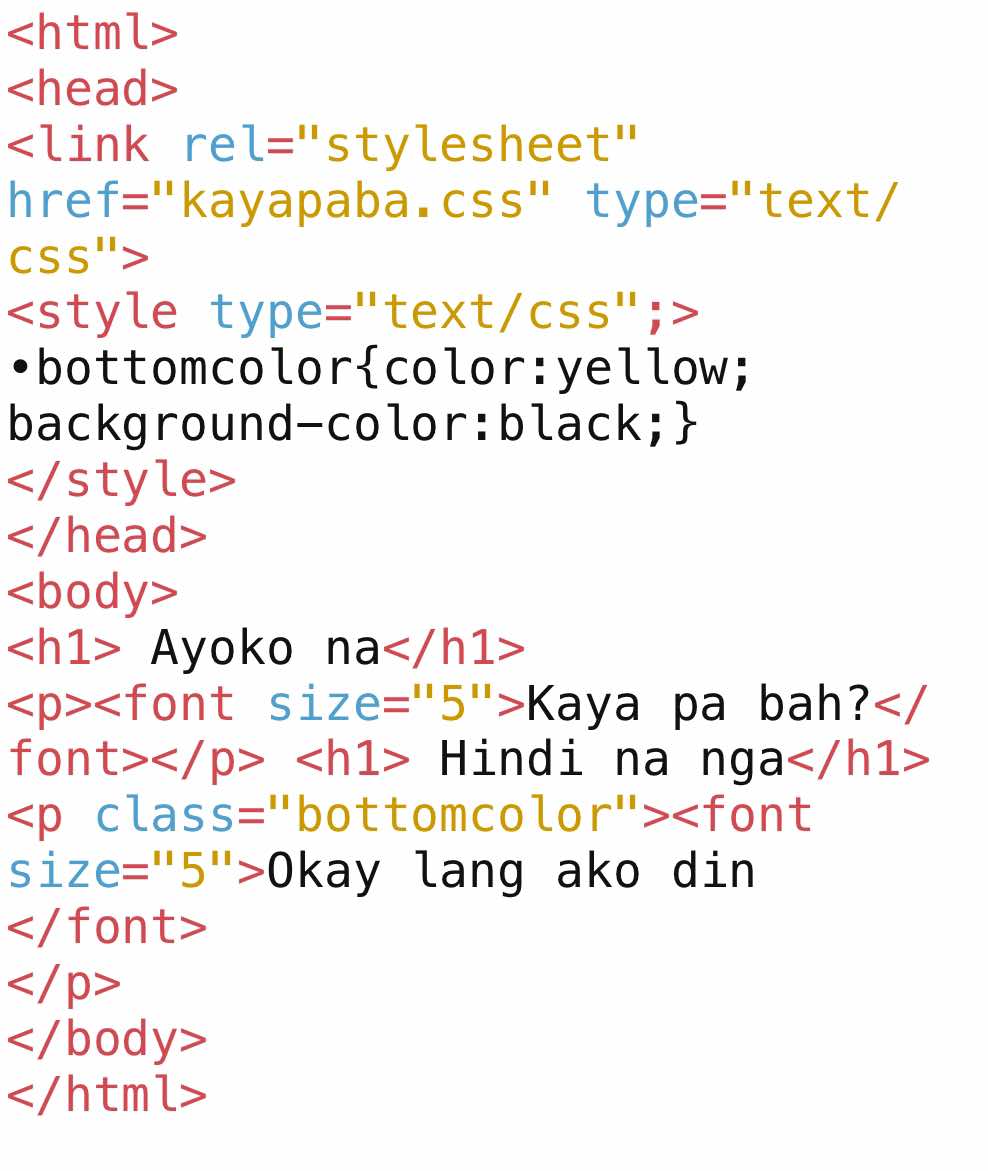 <html>
<head>
<link rel="stylesheet"
href="kayapaba.css" type="text/
css">
<style type="text/css";>
•bottomcolor{color:yellow;
background-color:black;}
</style>
</head>
<body>
<h1> Ayoko na</h1>
<p><font size="5">Kaya pa bah?</
font></p> <h1> Hindi na nga</h1>
<p class="bottomcolor"><font
size="5">Okay lang ako din
</font>
</p>
</body>
</html>